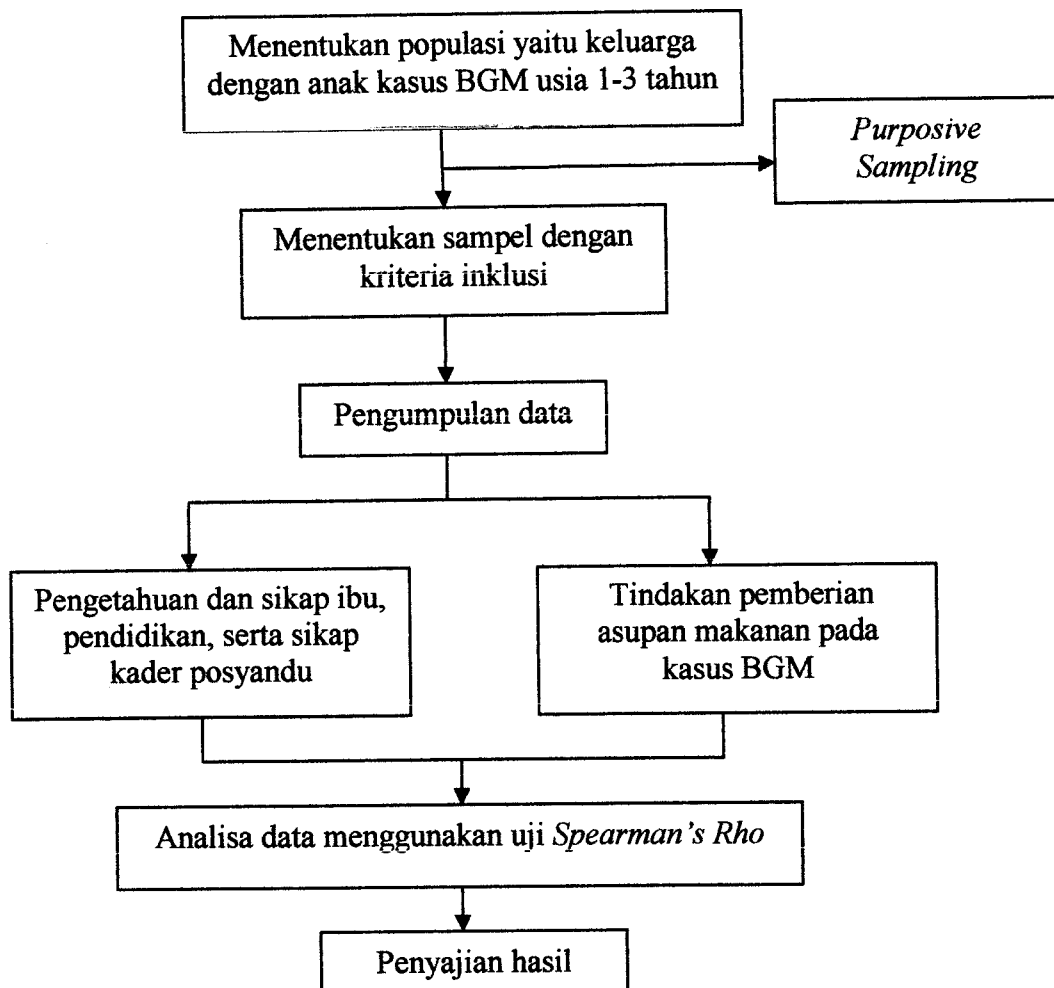 Menentukan populasi yaitu keluarga
dengan anak kasus BGM usia 1-3 tahun
Purposive
Sampling
Menentukan sampel dengan
kriteria inklusi
Pengumpulan data
Pengetahuan dan sikap ibu,
pendidikan, serta sikap
kader posyandu
Tindakan pemberian
asupan makanan pada
kasus BGM
Analisa data menggunakan uji Spearman's Rho
Penyajian hasil